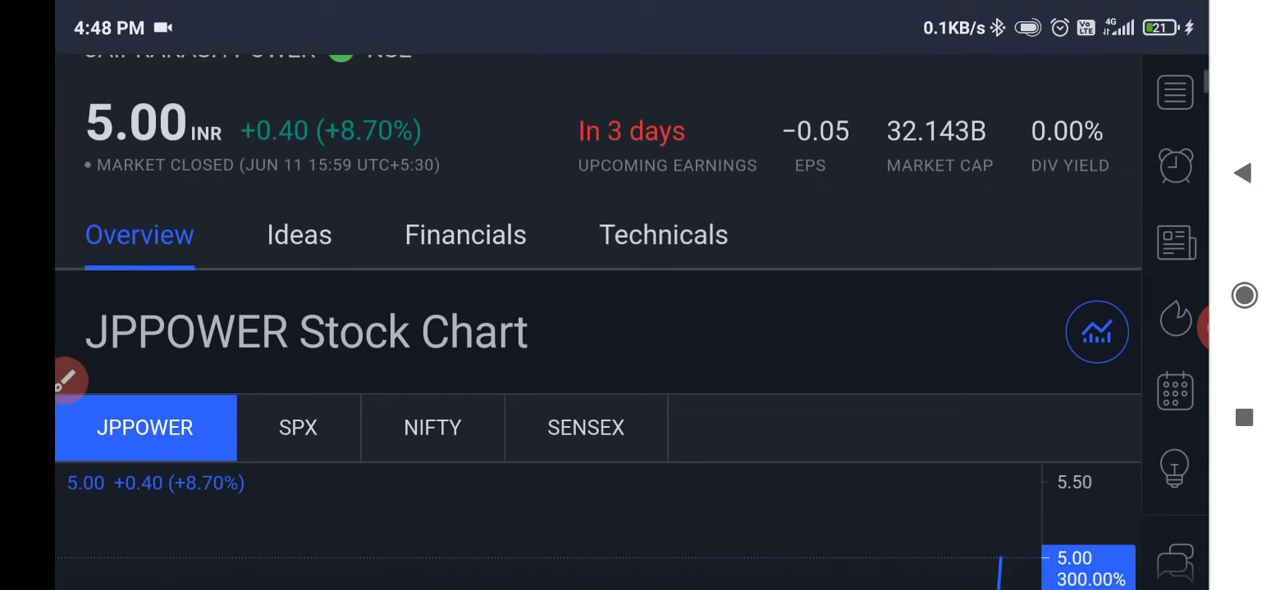 4:48 PM 0.1KB/s 4G 21
JAIPRAKASH POWER NSE
5.00 INR +0.40 (+8.70%) In 3 days −0.05 32.143B 0.00%
• MARKET CLOSED (JUN 11 15:59 UTC+5:30) UPCOMING EARNINGS EPS MARKET CAP DIV YIELD
Overview Ideas Financials Technicals
JPPOWER Stock Chart
JPPOWER SPX NIFTY SENSEX
5.00 +0.40 (+8.70%) 5.50
5.00
300.00%